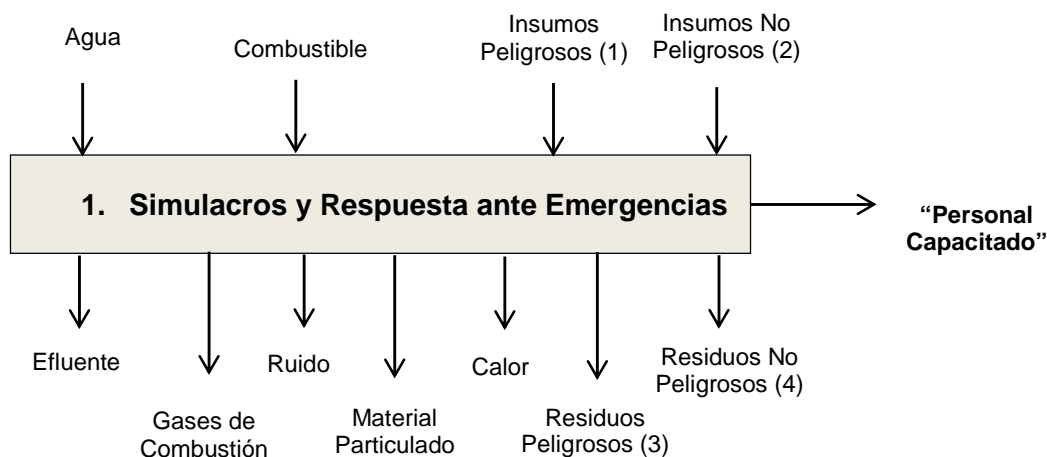 Agua
Combustible
Insumos
Peligrosos (1)
Insumos No
Peligrosos (2)
1. Simulacros y Respuesta ante Emergencias
“Personal
Capacitado”
Efluente
Gases de
Combustión
Ruido
Material
Particulado
Calor
Residuos
Peligrosos (3)
Residuos No
Peligrosos (4)